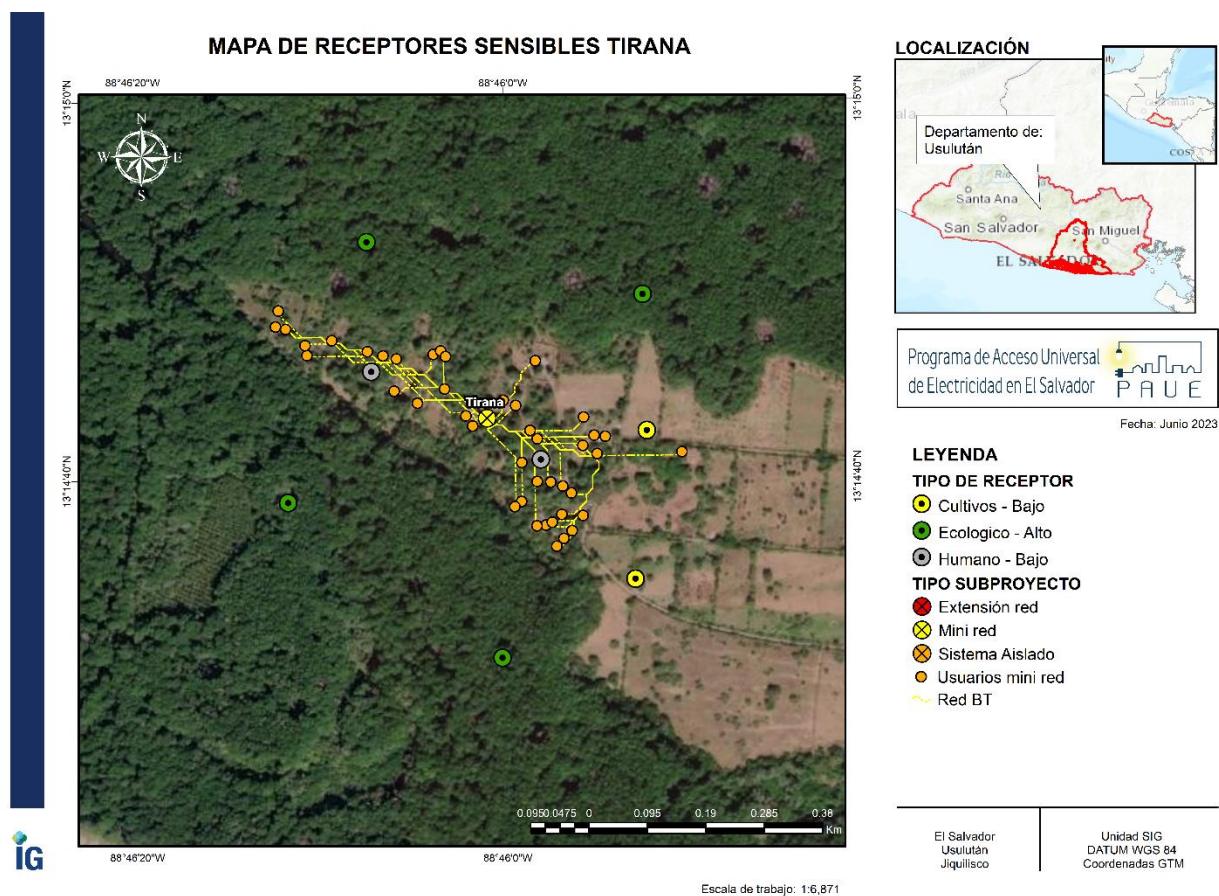 MAPA DE RECEPTORES SENSIBLES TIRANA
88°46'20"W
88°46'0"W
13°15'0"N
13°15'0"N
N
W
E
S
Tirana
13°14'40"N
13°14'40"N
0.095
0.0475
0
0.095
0.19
0.285
0.38
Km
88°46'20"W
88°46'0"W
Escala de trabajo: 1:6,871
iG
LOCALIZACIÓN
Guatemala
COS
Departamento de:
Usulután
Santa Ana
San Salvador
San Miguel
EL SALVADOR
Programa de Acceso Universal
de Electricidad en El Salvador
PAUE
Fecha: Junio 2023
LEYENDA
TIPO DE RECEPTOR
Cultivos - Bajo
Ecologico - Alto
Humano - Bajo
TIPO SUBPROYECTO
Extensión red
Mini red
Sistema Aislado
Usuarios mini red
Red BT
El Salvador
Usulután
Jiquilisco
Unidad SIG
DATUM WGS 84
Coordenadas GTM